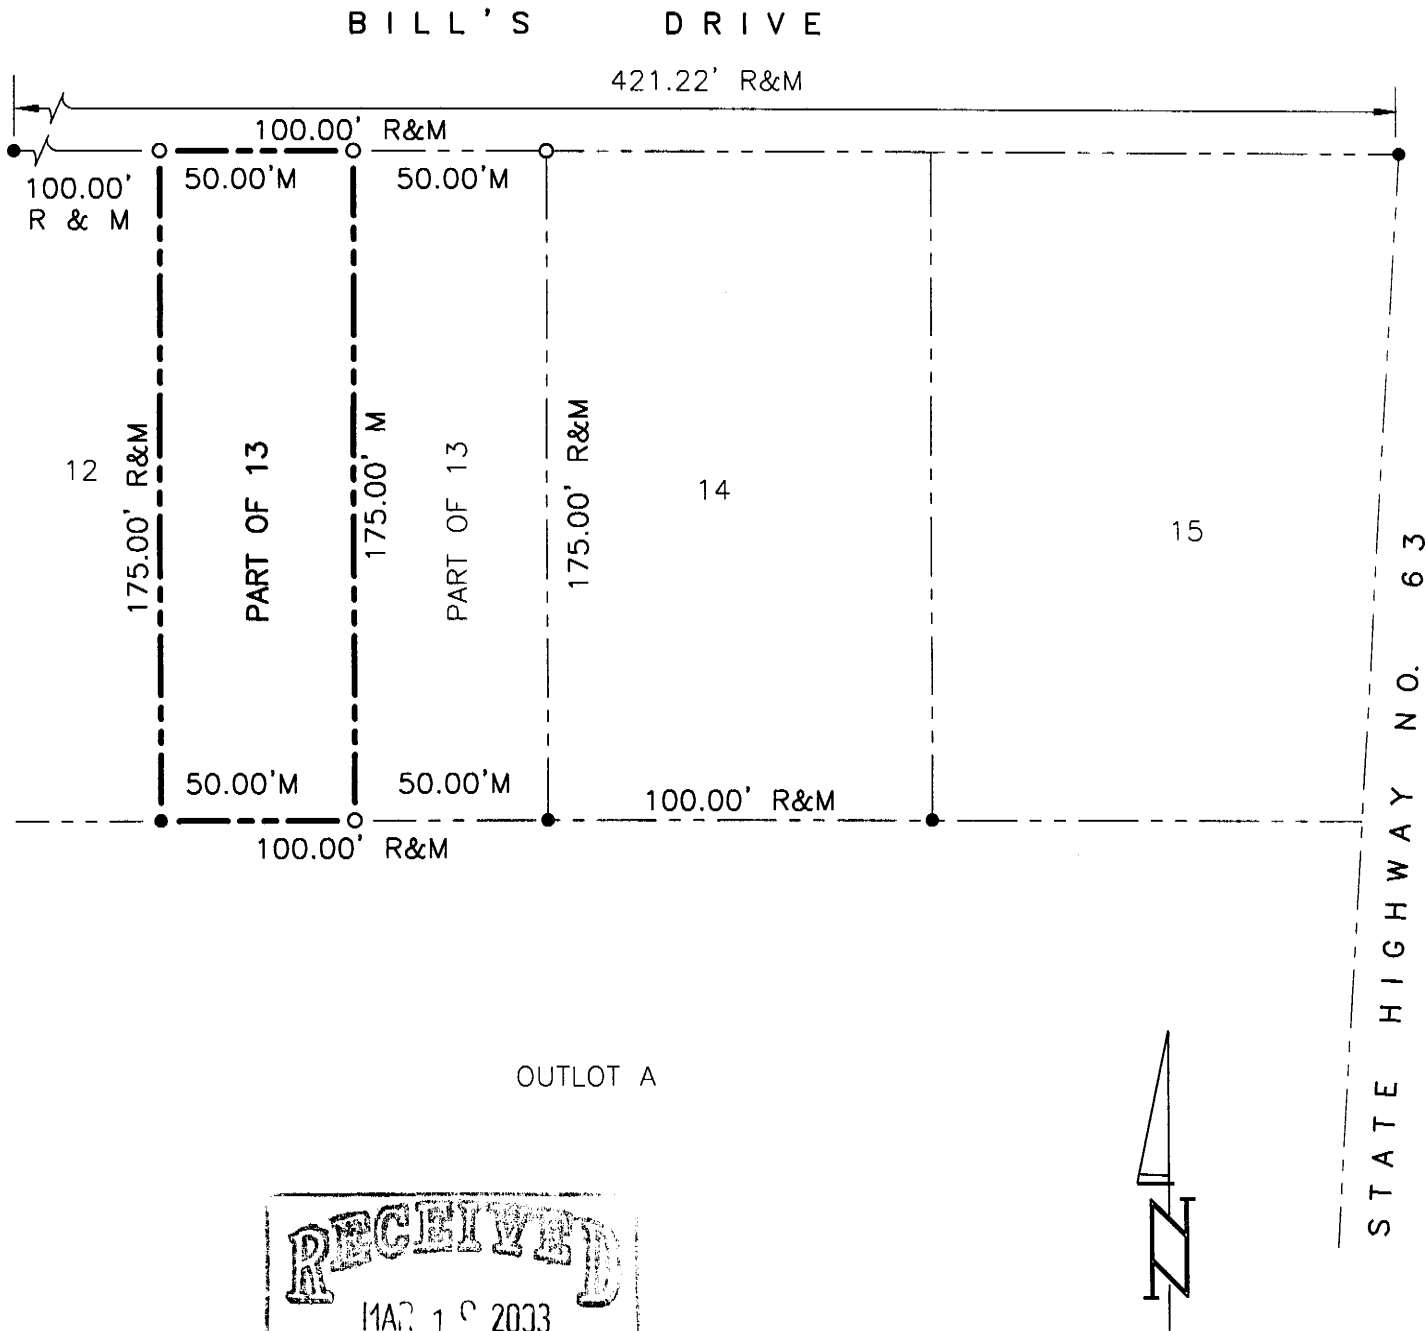 BILL'S DRIVE
421.22' R&M
100.00' R&M
50.00'M
50.00'M
100.00'
R & M
12
175.00' R&M
PART OF 13
175.00' M
PART OF 13
175.00' R&M
14
15
STATE HIGHWAY NO. 63
50.00'M
50.00'M
100.00' R&M
100.00' R&M
OUTLOT A
RECEIVED
N